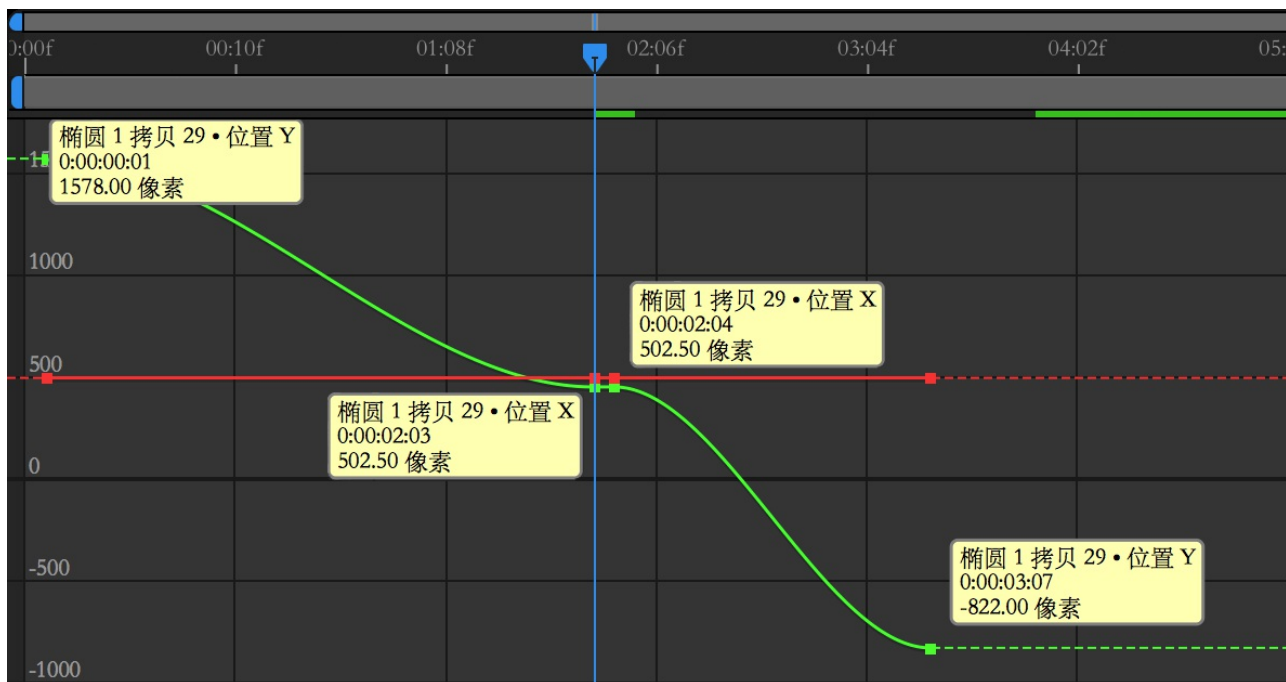 0:00f 00:10f 01:08f 02:06f 03:04f 04:02f 05:
椭圆 1 拷贝 29 • 位置 Y
0:00:00:01
1578.00 像素
15
1000
椭圆 1 拷贝 29 • 位置 X
0:00:02:04
502.50 像素
500
椭圆 1 拷贝 29 • 位置 X
0:00:02:03
502.50 像素
0
椭圆 1 拷贝 29 • 位置 Y
0:00:03:07
-822.00 像素
-500
-1000